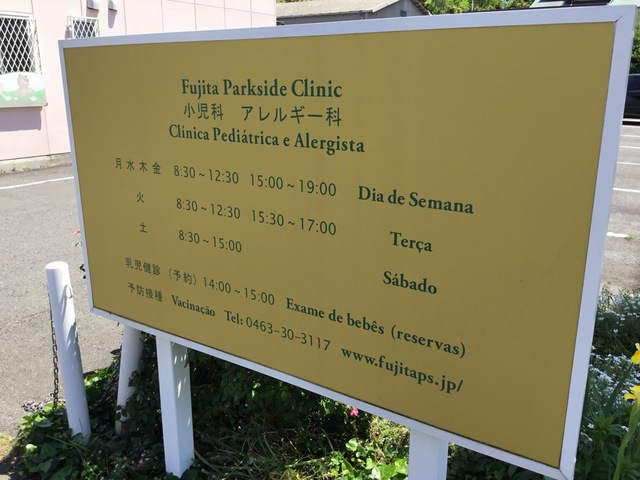 Fujita Parkside Clinic
小児科 アレルギー科
Clínica Pediátrica e Alergista
月水木金 8:30～12:30 15:00～19:00 Dia de Semana
火 8:30～12:30 15:30～17:00 Terça
土 8:30～15:00 Sábado
乳児健診（予約）14:00～15:00 Exame de bebês (reservas)
予防接種 Vacinação Tel: 0463-30-3117 www.fujitaps.jp/